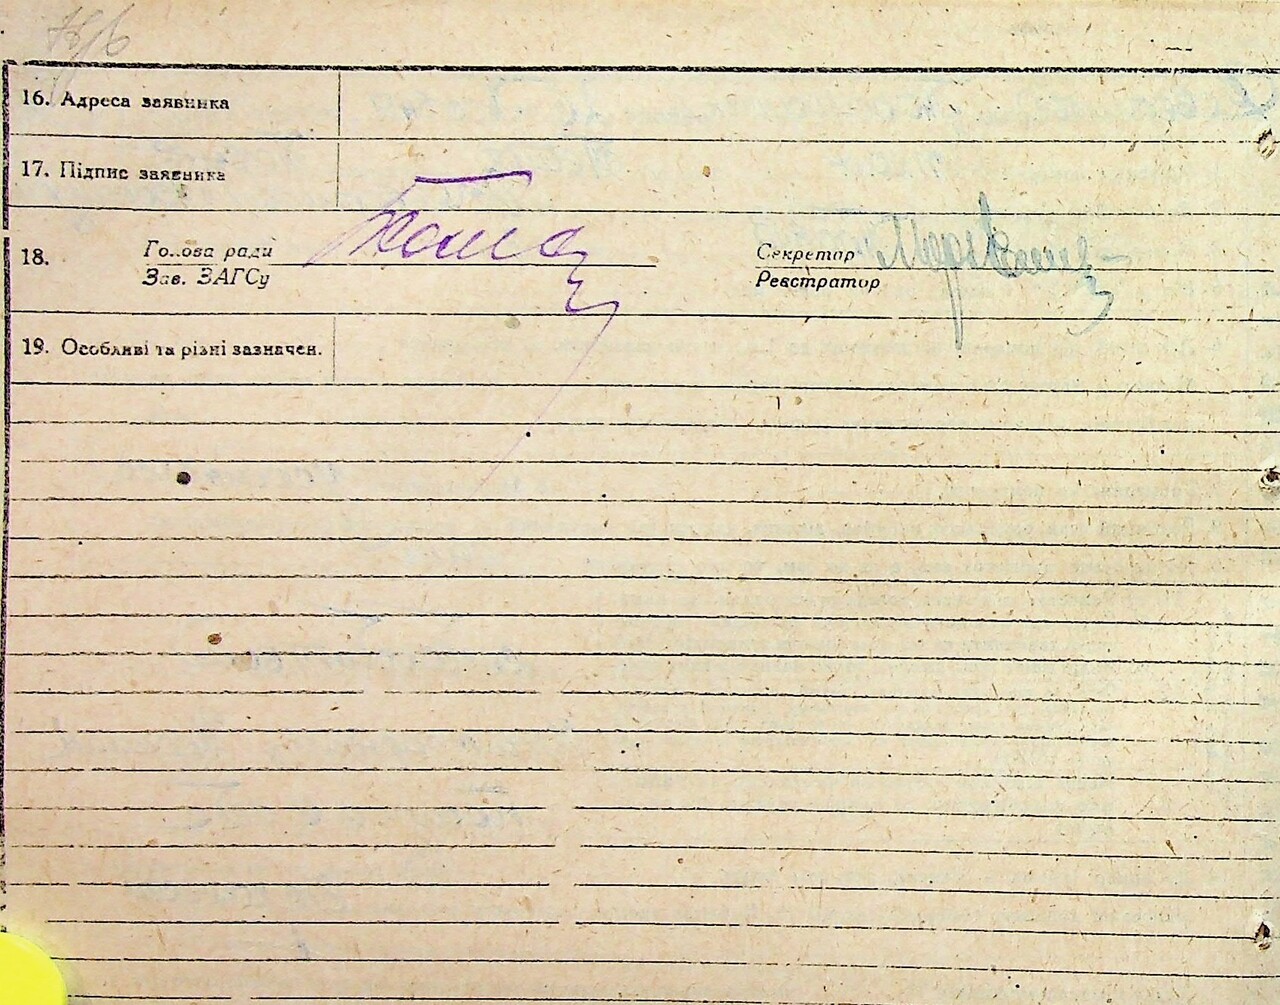 16. Адреса заявника
17. Підпис заявника
18.
Голова ради
Зав. ЗАГСу
Секретар
Реєстратор
19. Особливі та різні зазначен.